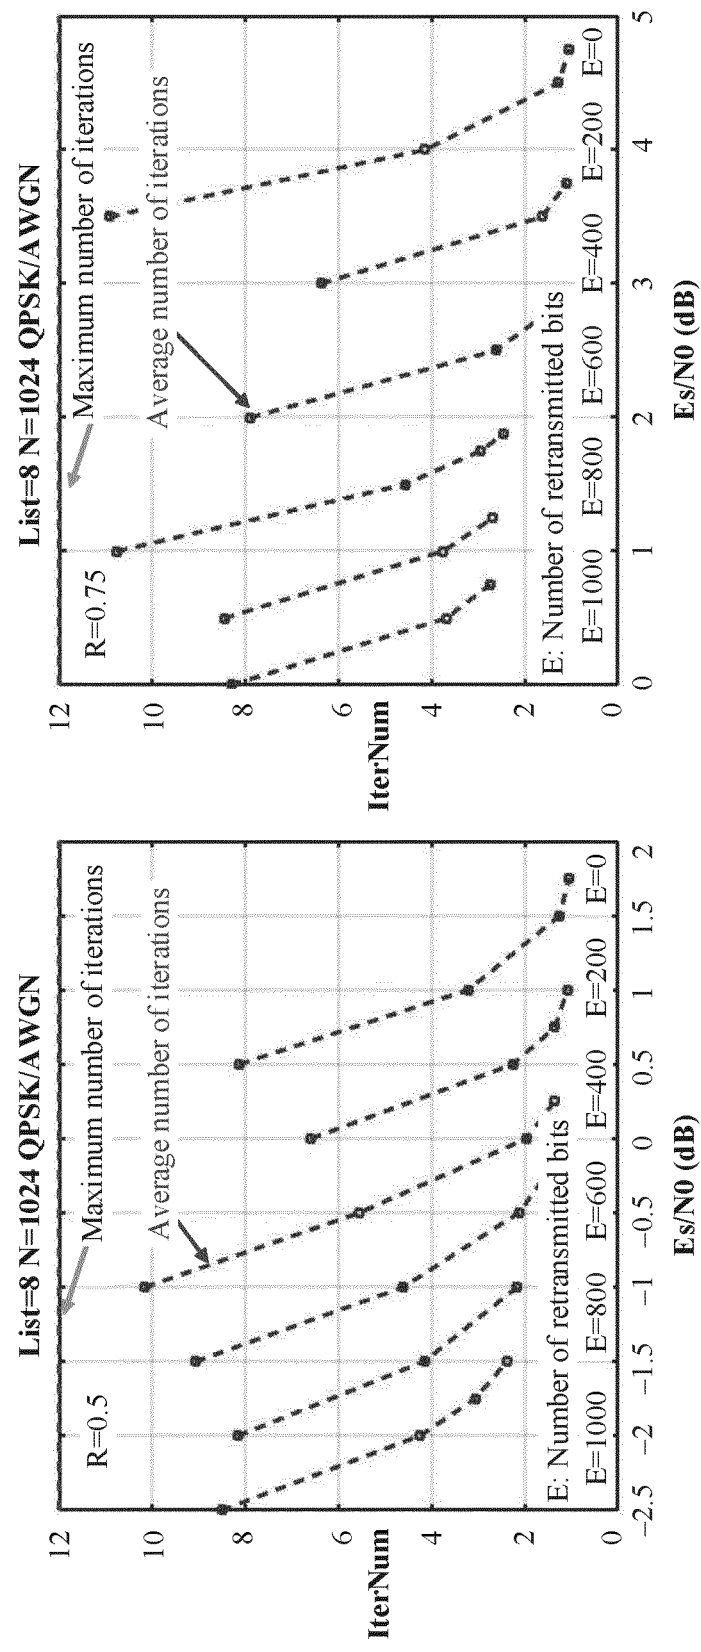 List=8 N=1024 QPSK/AWGN
12
10
8
6
4
2
0
IterNum
R=0.5
Maximum number of iterations
Average number of iterations
E: Number of retransmitted bits
E=1000 E=800 E=600 E=400 E=200 E=0
−2.5 −2 −1.5 −1 −0.5 0 0.5 1 1.5 2
Es/N0 (dB)
List=8 N=1024 QPSK/AWGN
12
10
8
6
4
2
0
IterNum
R=0.75
Maximum number of iterations
Average number of iterations
E: Number of retransmitted bits
E=1000 E=800 E=600 E=400 E=200 E=0
0 1 2 3 4 5
Es/N0 (dB)